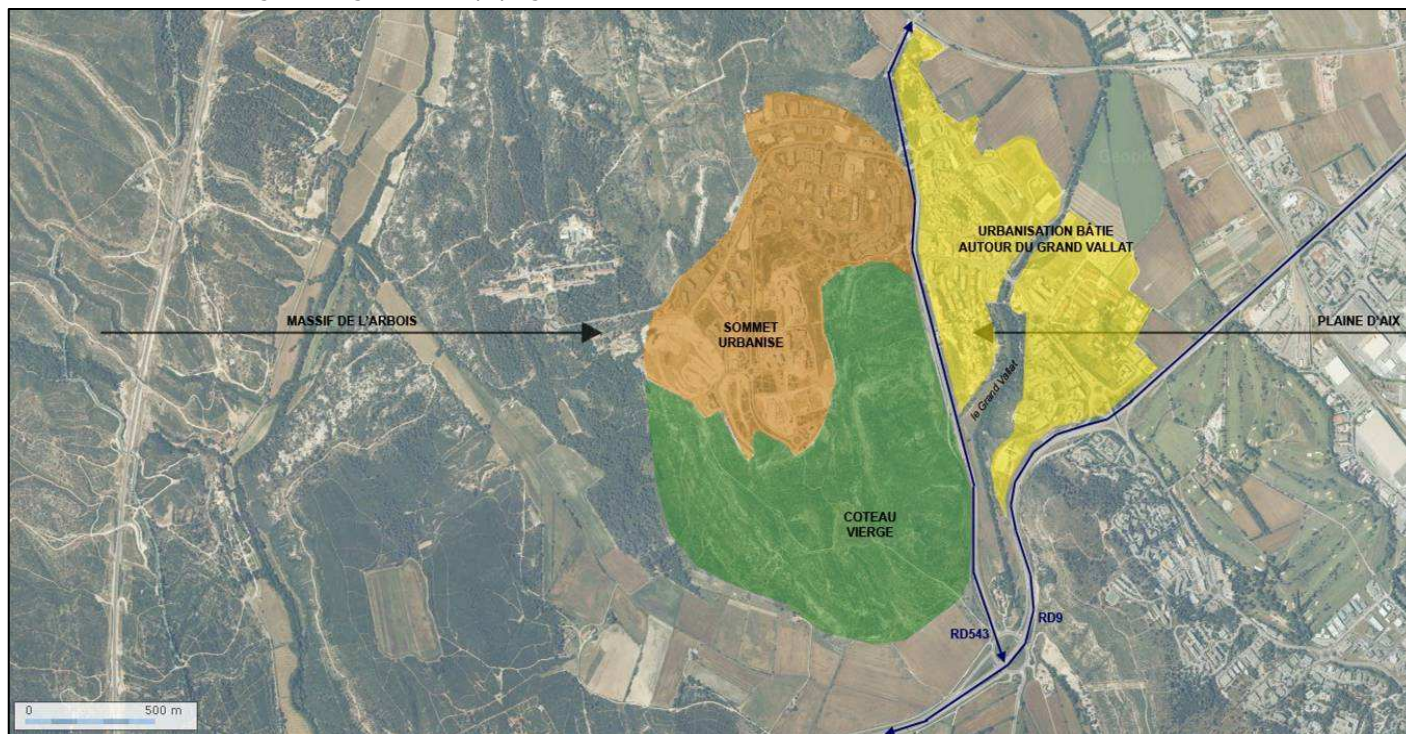 URBANISATION BÂTIE
AUTOUR DU GRAND VALLAT
MASSIF DE L'ARBOIS
SOMMET
URBANISE
PLAINE D'AIX
le Grand Vallat
COTEAU
VIERGE
RD543
RD9
0 500 m